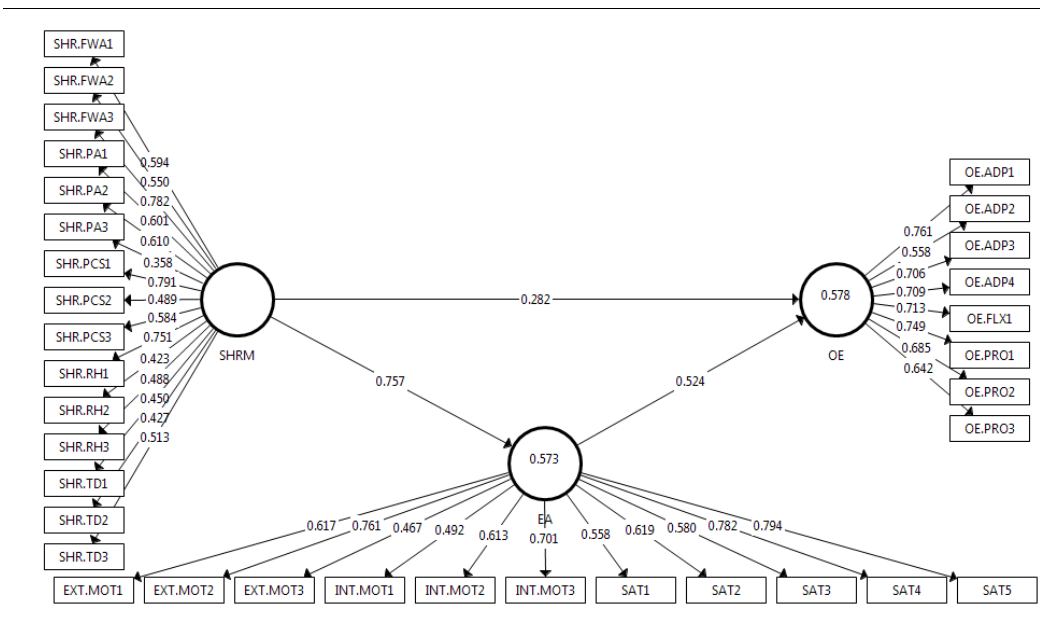 SHR.FWA1
SHR.FWA2
SHR.FWA3
SHR.PA1
SHR.PA2
SHR.PA3
SHR.PCS1
SHR.PCS2
SHR.PCS3
SHR.RH1
SHR.RH2
SHR.RH3
SHR.TD1
SHR.TD2
SHR.TD3
0.594
0.550
0.782
0.601
0.610
0.358
0.791
0.489
0.584
0.751
0.423
0.488
0.450
0.427
0.513
SHRM
0.282
0.757
0.524
0.578
OE
0.761
0.558
0.706
0.709
0.713
0.749
0.685
0.642
OE.ADP1
OE.ADP2
OE.ADP3
OE.ADP4
OE.FLX1
OE.PRO1
OE.PRO2
OE.PRO3
0.573
EA
0.617
0.761
0.467
0.492
0.613
0.701
0.558
0.619
0.580
0.782
0.794
EXT.MOT1
EXT.MOT2
EXT.MOT3
INT.MOT1
INT.MOT2
INT.MOT3
SAT1
SAT2
SAT3
SAT4
SAT5